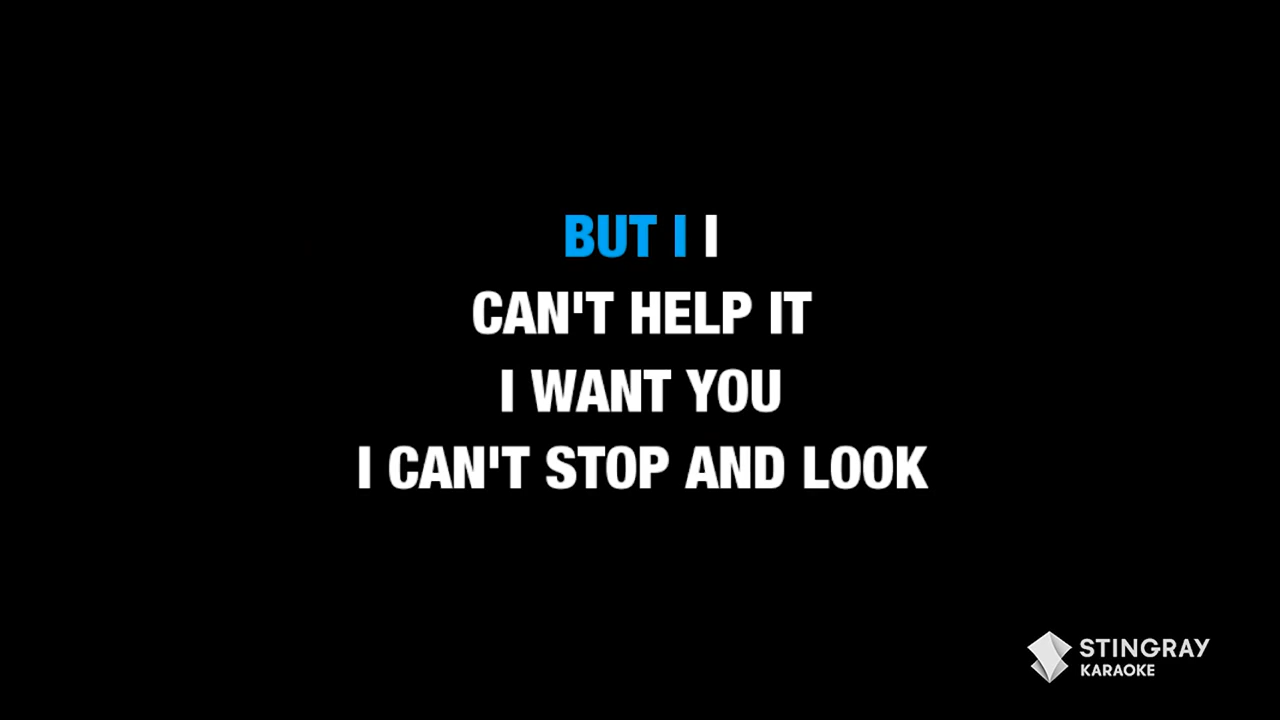 BUT I I
CAN'T HELP IT
I WANT YOU
I CAN'T STOP AND LOOK
STINGRAY
KARAOKE